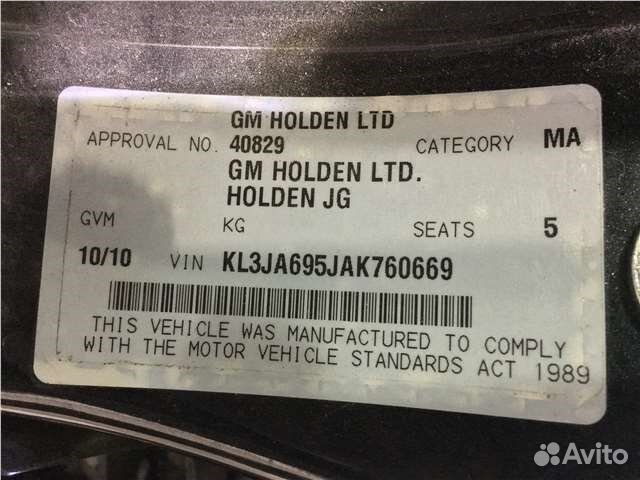 GM HOLDEN LTD
APPROVAL NO. 40829 CATEGORY MA
GM HOLDEN LTD.
HOLDEN JG
GVM KG SEATS 5
10/10 VIN KL3JA695JAK760669
THIS VEHICLE WAS MANUFACTURED TO COMPLY
WITH THE MOTOR VEHICLE STANDARDS ACT 1989
Avito